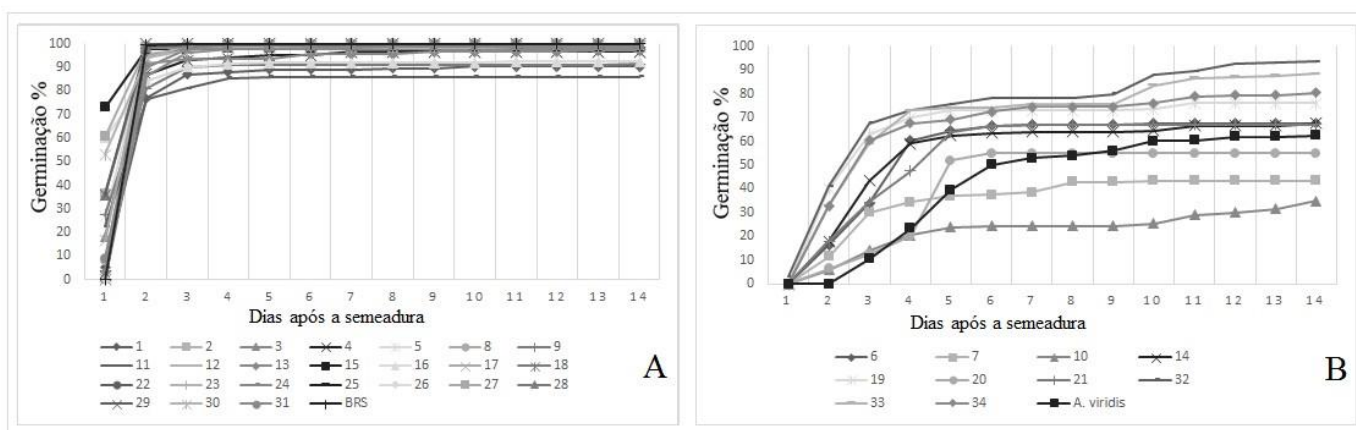 Germinação %
100
90
80
70
60
50
40
30
20
10
0
1 2 3 4 5 6 7 8 9 10 11 12 13 14
Dias após a semeadura
1 2 3 4 5 8 9
11 12 13 15 16 17 18
22 23 24 25 26 27 28
29 30 31 BRS
A
Germinação %
100
90
80
70
60
50
40
30
20
10
0
1 2 3 4 5 6 7 8 9 10 11 12 13 14
Dias após a semeadura
6 7 10 14
19 20 21 32
33 34 A. viridis
B